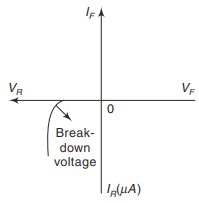 I_F
V_R
V_F
0
Break-
down
voltage
I_R(μA)